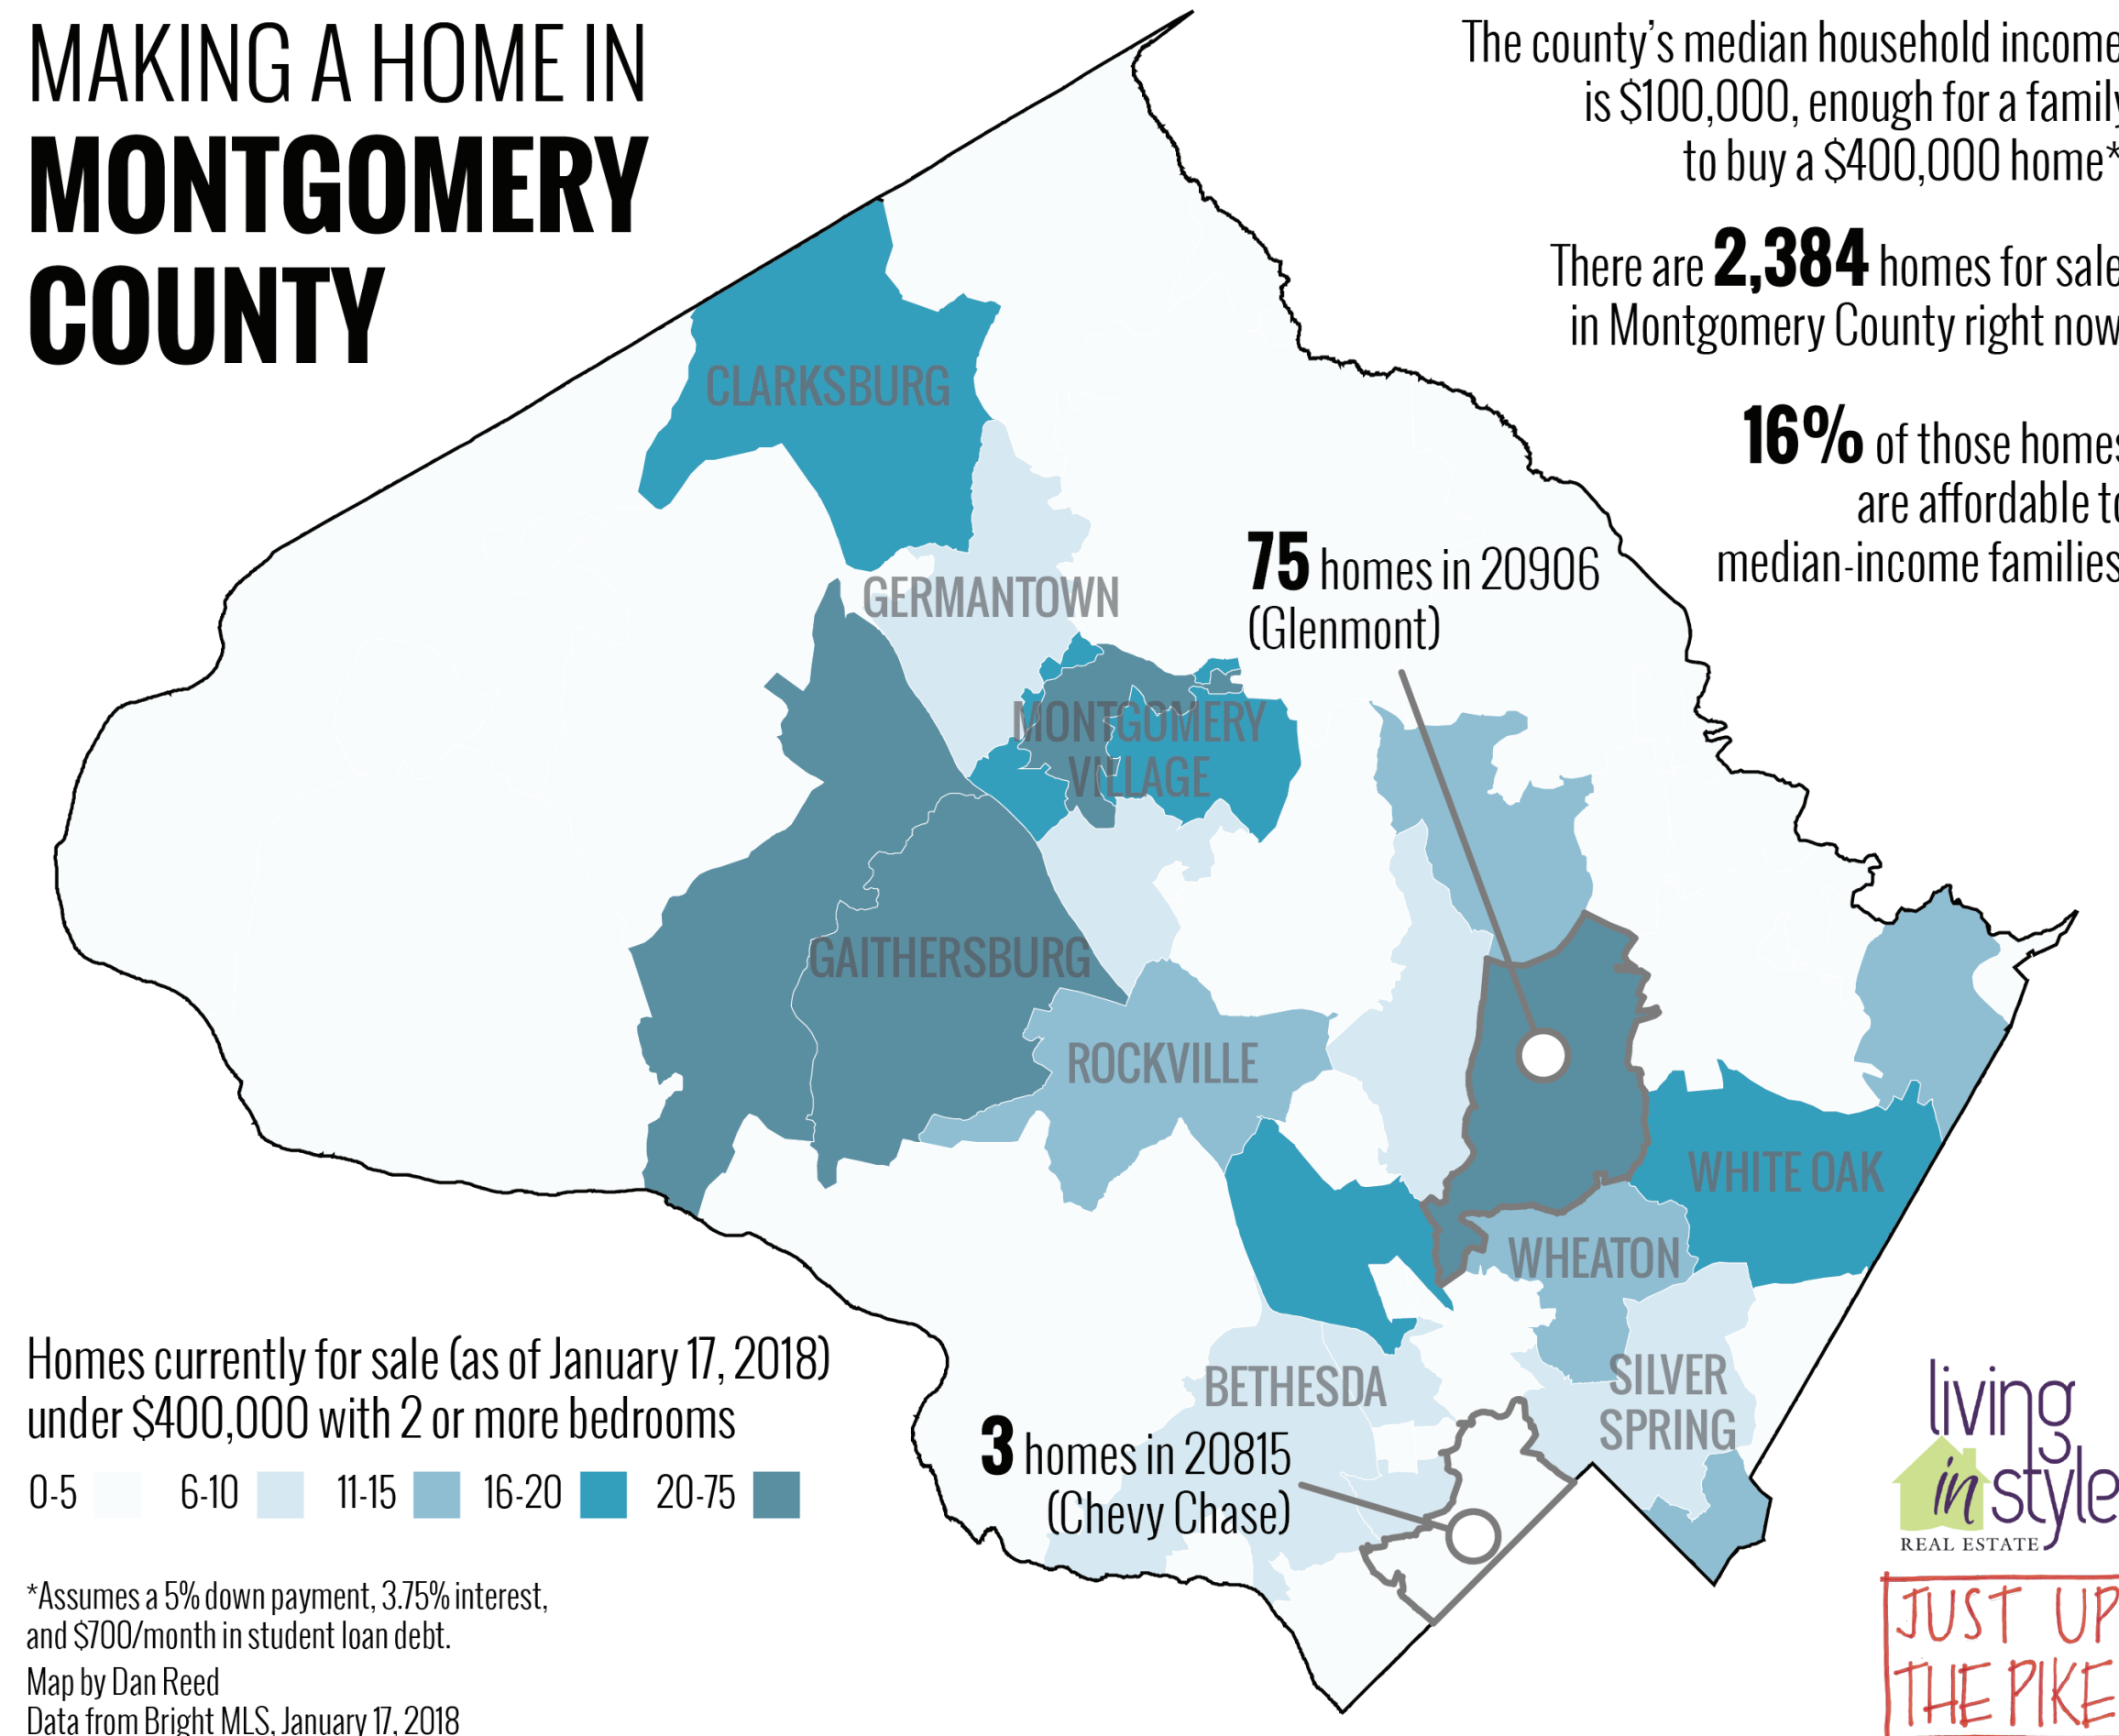 MAKING A HOME IN
MONTGOMERY
COUNTY
The county's median household income
is $100,000, enough for a family
to buy a $400,000 home*
There are 2,384 homes for sale
in Montgomery County right now
16% of those homes
are affordable to
median-income families
CLARKSBURG
GERMANTOWN
75 homes in 20906
(Glenmont)
MONTGOMERY
VILLAGE
GAITHERSBURG
ROCKVILLE
WHITE OAK
WHEATON
BETHESDA
SILVER
SPRING
3 homes in 20815
(Chevy Chase)
Homes currently for sale (as of January 17, 2018)
under $400,000 with 2 or more bedrooms
0-5 6-10 11-15 16-20 20-75
*Assumes a 5% down payment, 3.75% interest,
and $700/month in student loan debt.
Map by Dan Reed
Data from Bright MLS, January 17, 2018
living
in style
REAL ESTATE
JUST UP
THE PIKE